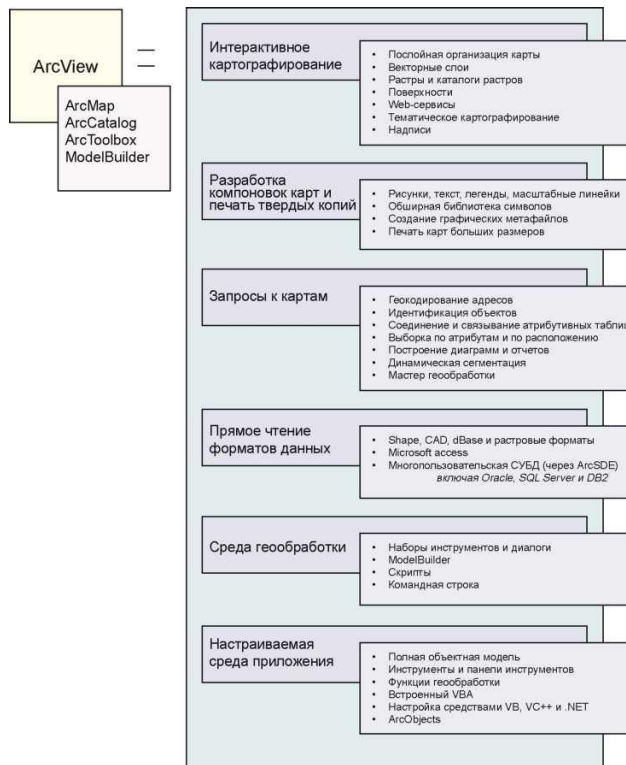 ArcView
ArcMap
ArcCatalog
ArcToolbox
ModelBuilder
Интерактивное
картографирование
• Послойная организация карты
• Векторные слои
• Растры и каталоги растров
• Поверхности
• Web-сервисы
• Тематическое картографирование
• Надписи
Разработка
компоновок карт и
печать твердых копий
• Рисунки, текст, легенды, масштабные линейки
• Обширная библиотека символов
• Создание графических метафайлов
• Печать карт больших размеров
Запросы к картам
• Геокодирование адресов
• Идентификация объектов
• Соединение и связывание атрибутивных таблиц
• Выборка по атрибутам и по расположению
• Построение диаграмм и отчетов
• Динамическая сегментация
• Мастер геообработки
Прямое чтение
форматов данных
• Shape, CAD, dBase и растровые форматы
• Microsoft access
• Многопользовательская СУБД (через ArcSDE)
включая Oracle, SQL Server и DB2
Среда геообработки
• Наборы инструментов и диалоги
• ModelBuilder
• Скрипты
• Командная строка
Настраиваемая
среда приложения
• Полная объектная модель
• Инструменты и панели инструментов
• Функции геообработки
• Встроенный VBA
• Настройка средствами VB, VC++ и .NET
• ArcObjects